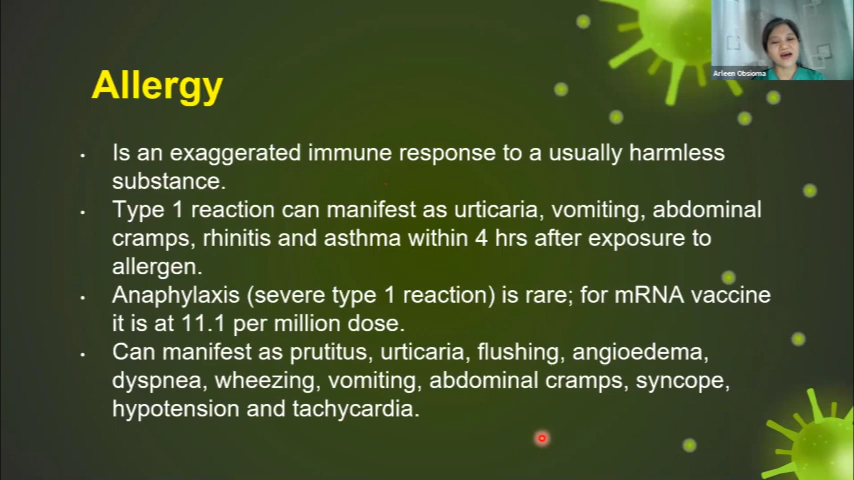 Arleen Obsioma
Allergy
• Is an exaggerated immune response to a usually harmless
substance.
• Type 1 reaction can manifest as urticaria, vomiting, abdominal
cramps, rhinitis and asthma within 4 hrs after exposure to
allergen.
• Anaphylaxis (severe type 1 reaction) is rare; for mRNA vaccine
it is at 11.1 per million dose.
• Can manifest as prutitus, urticaria, flushing, angioedema,
dyspnea, wheezing, vomiting, abdominal cramps, syncope,
hypotension and tachycardia.